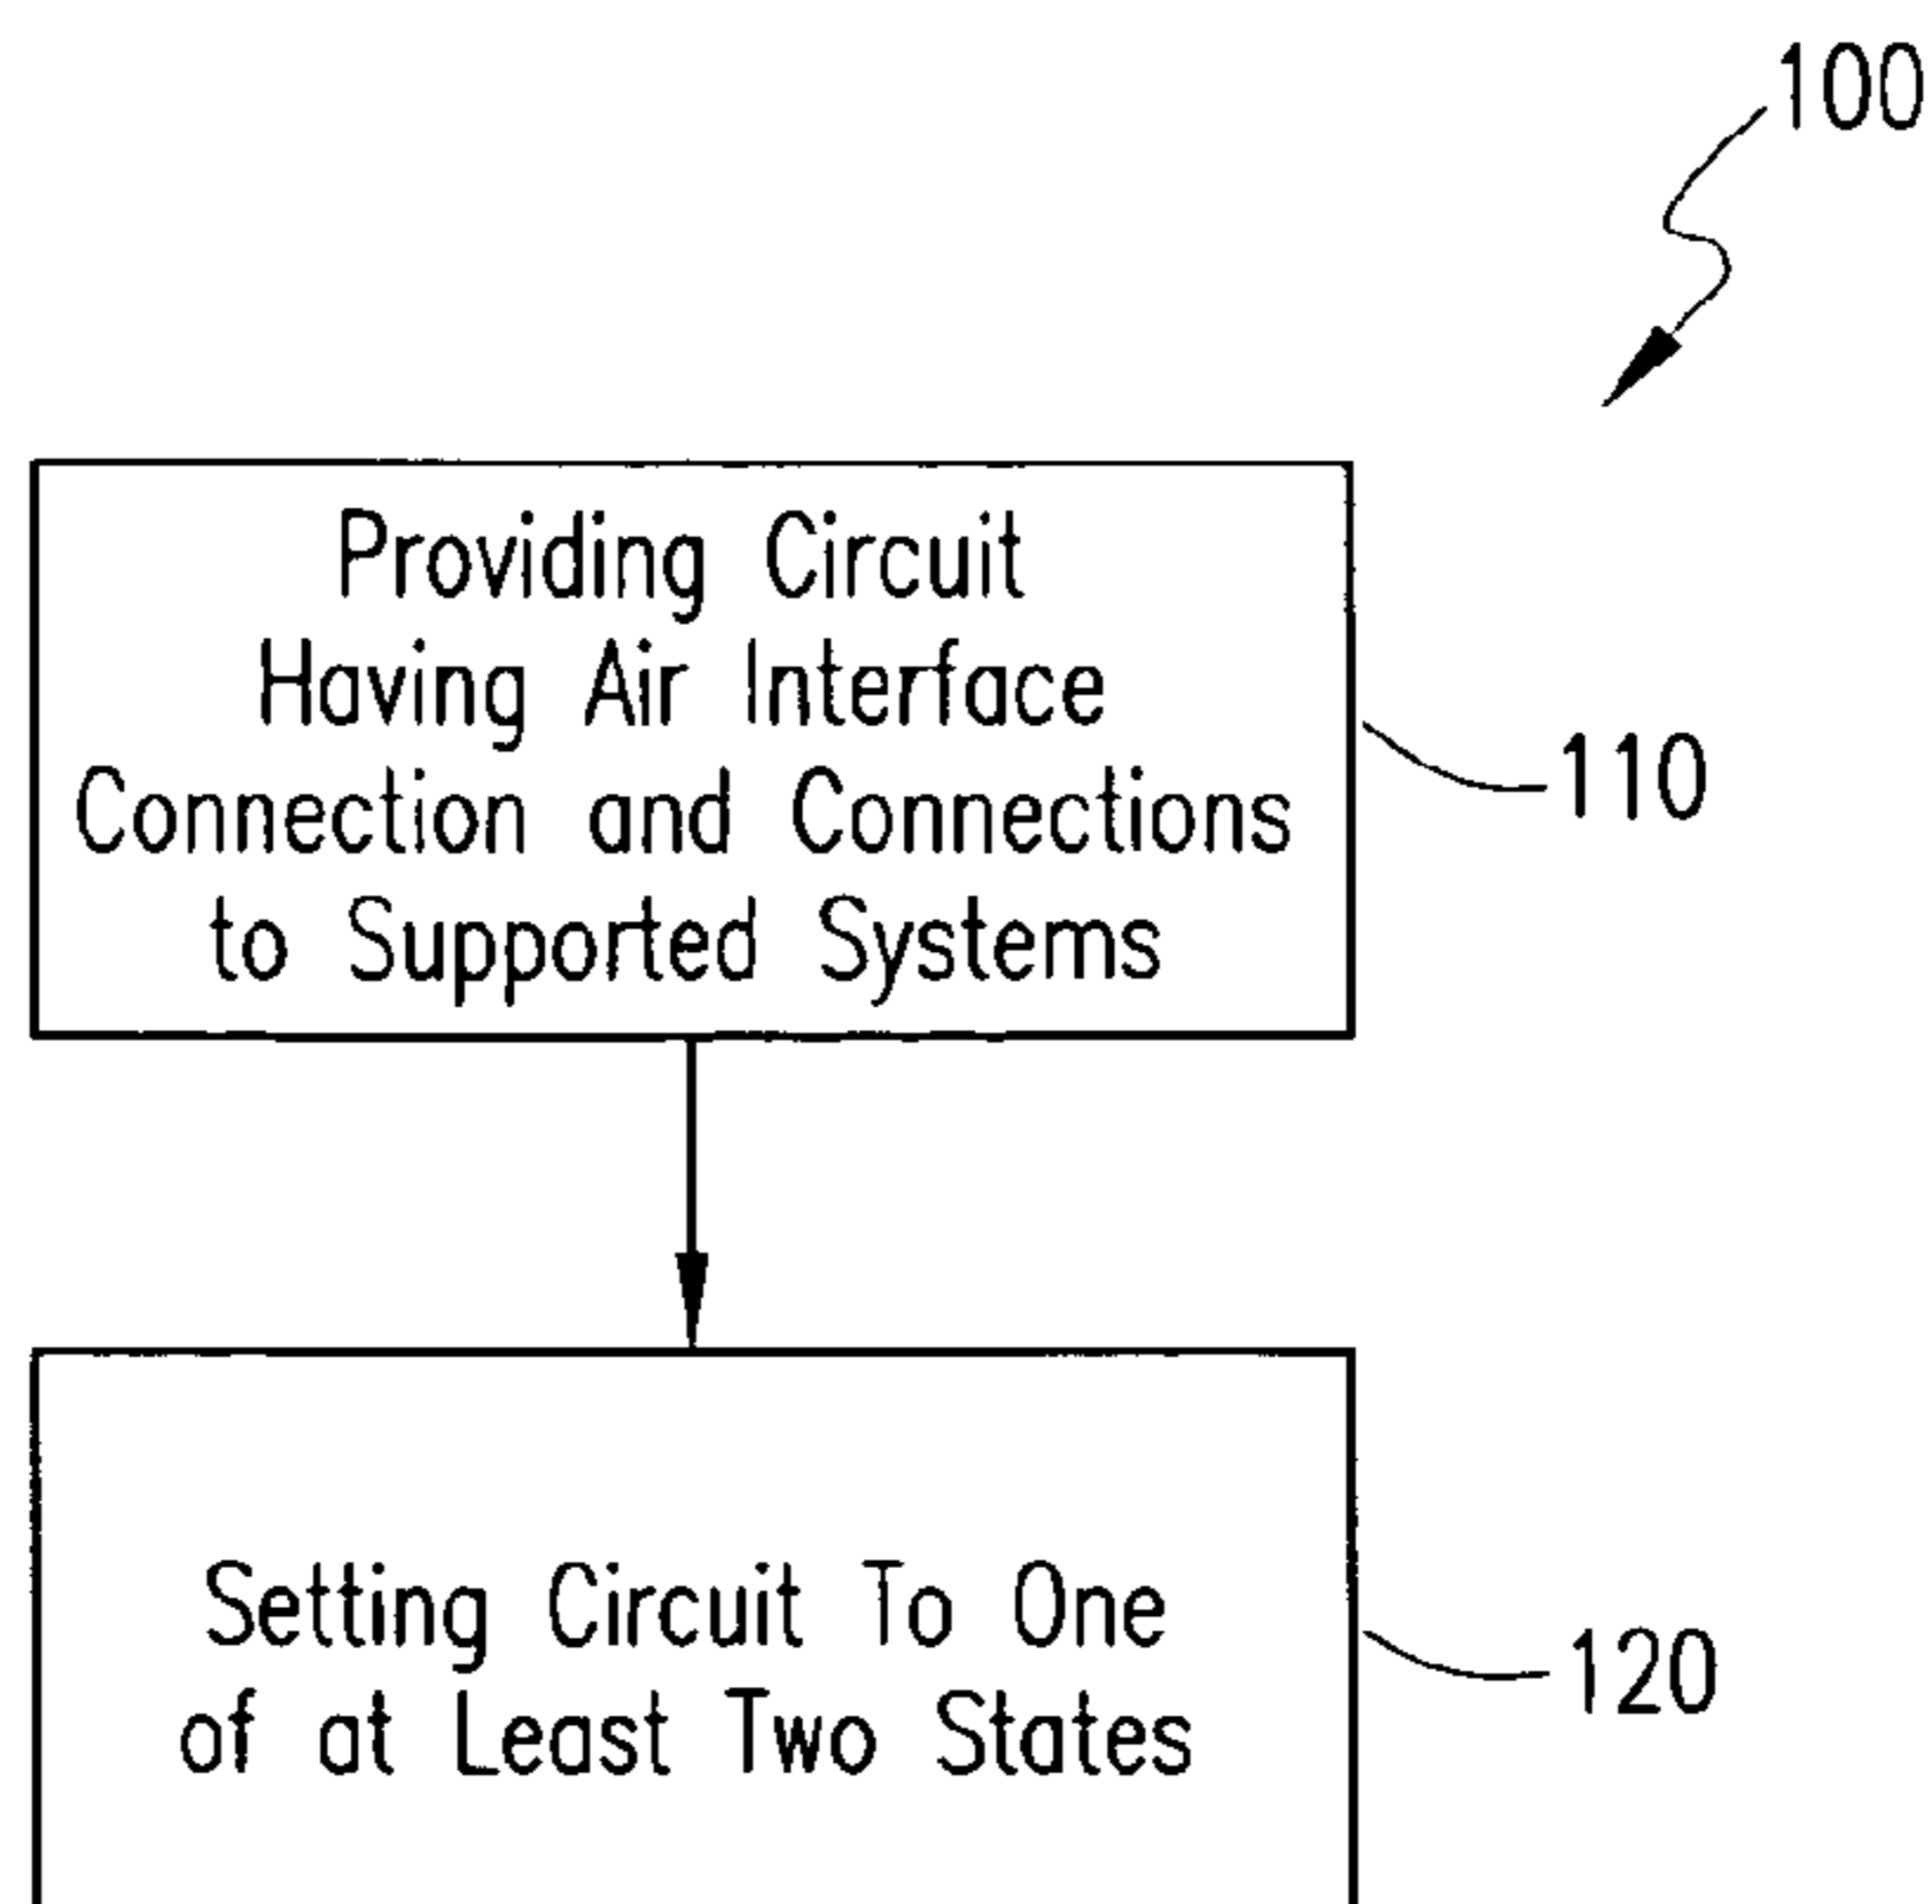 100
Providing Circuit
Having Air Interface
Connection and Connections
to Supported Systems
110
Setting Circuit To One
of at Least Two States
120